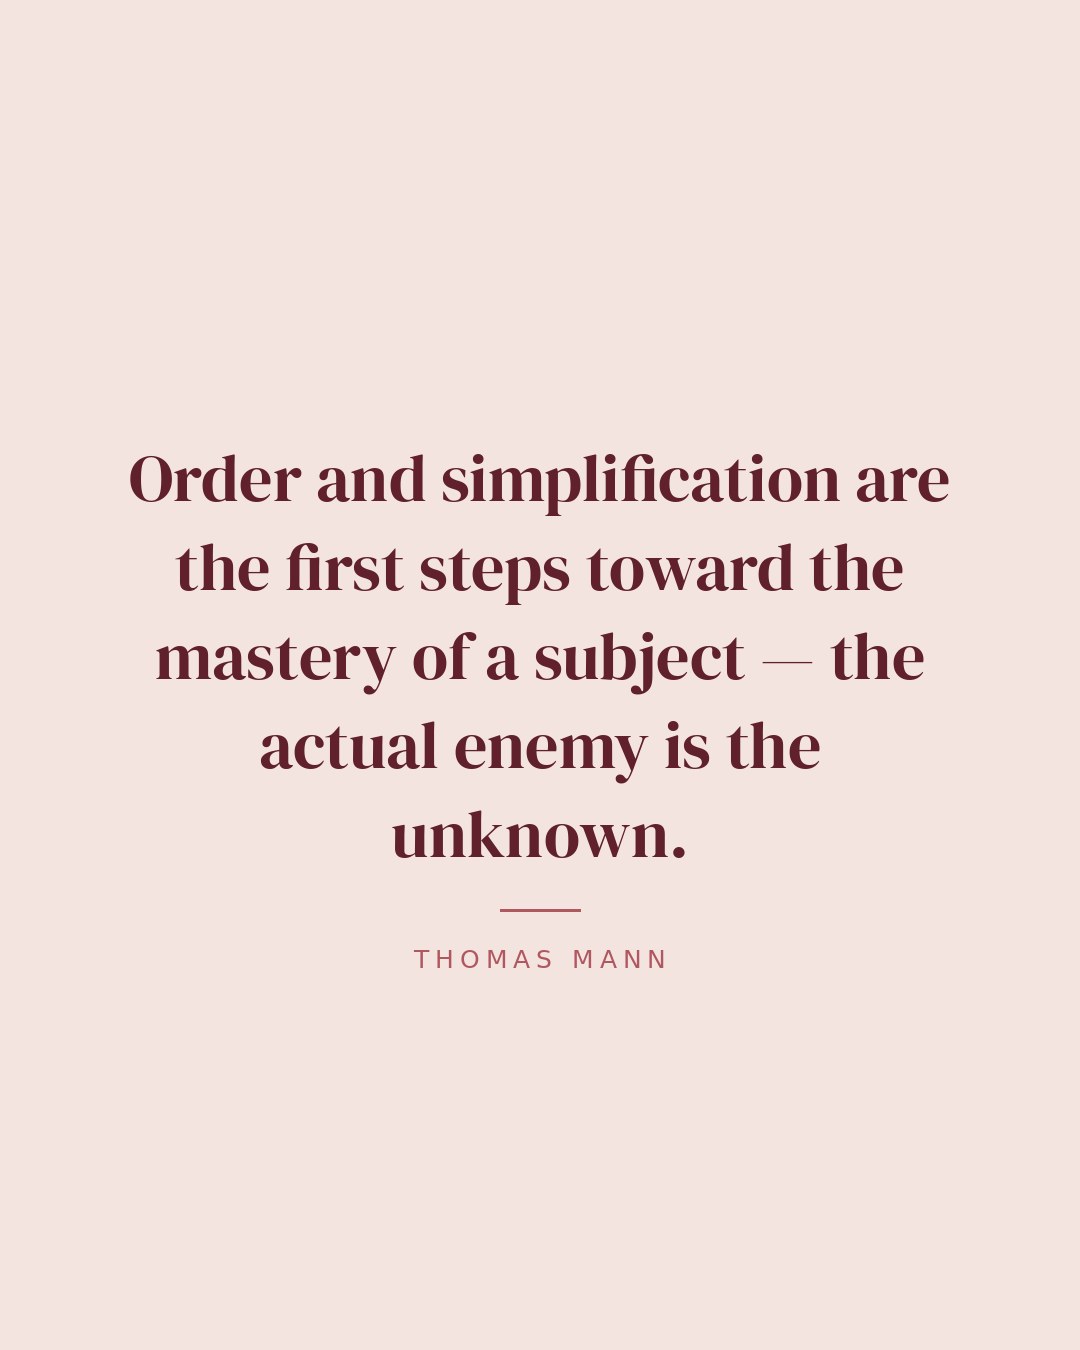 Order and simplification are
the first steps toward the
mastery of a subject — the
actual enemy is the
unknown.
THOMAS MANN